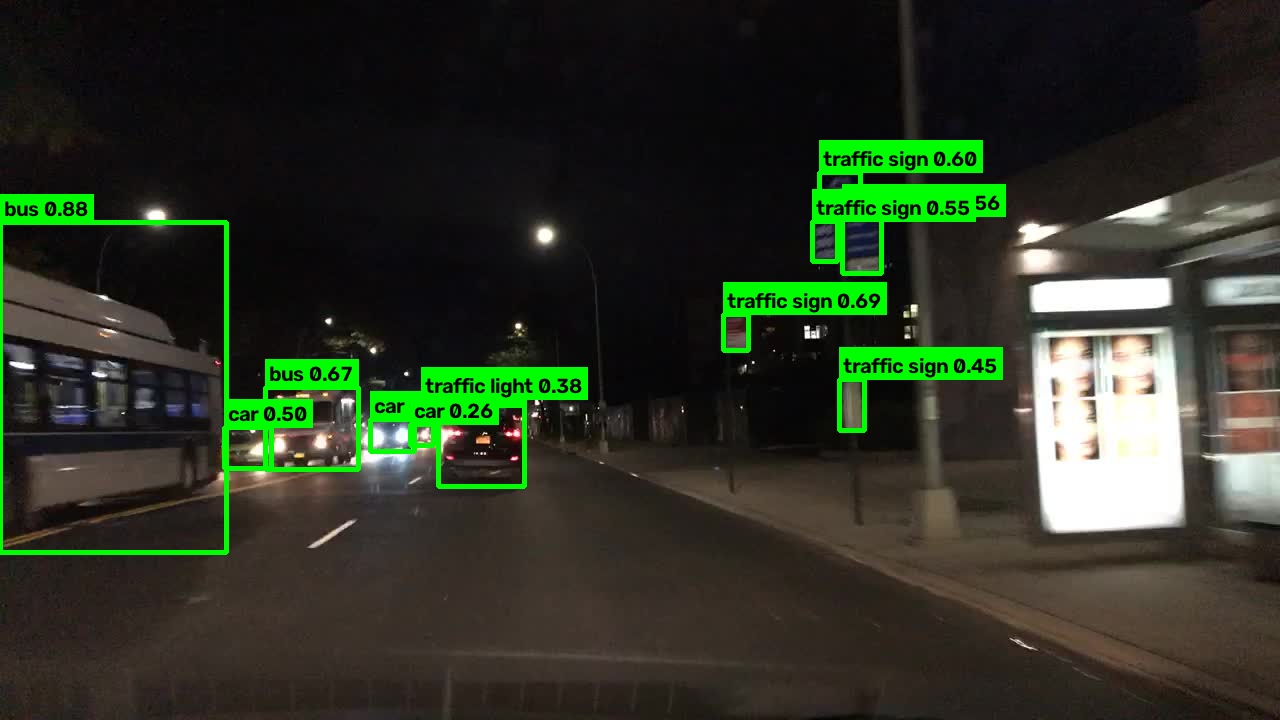 traffic sign 0.60
bus 0.88
traffic sign 0.55
56
traffic sign 0.69
bus 0.67
traffic sign 0.45
traffic light 0.38
car 0.50
car
car 0.26